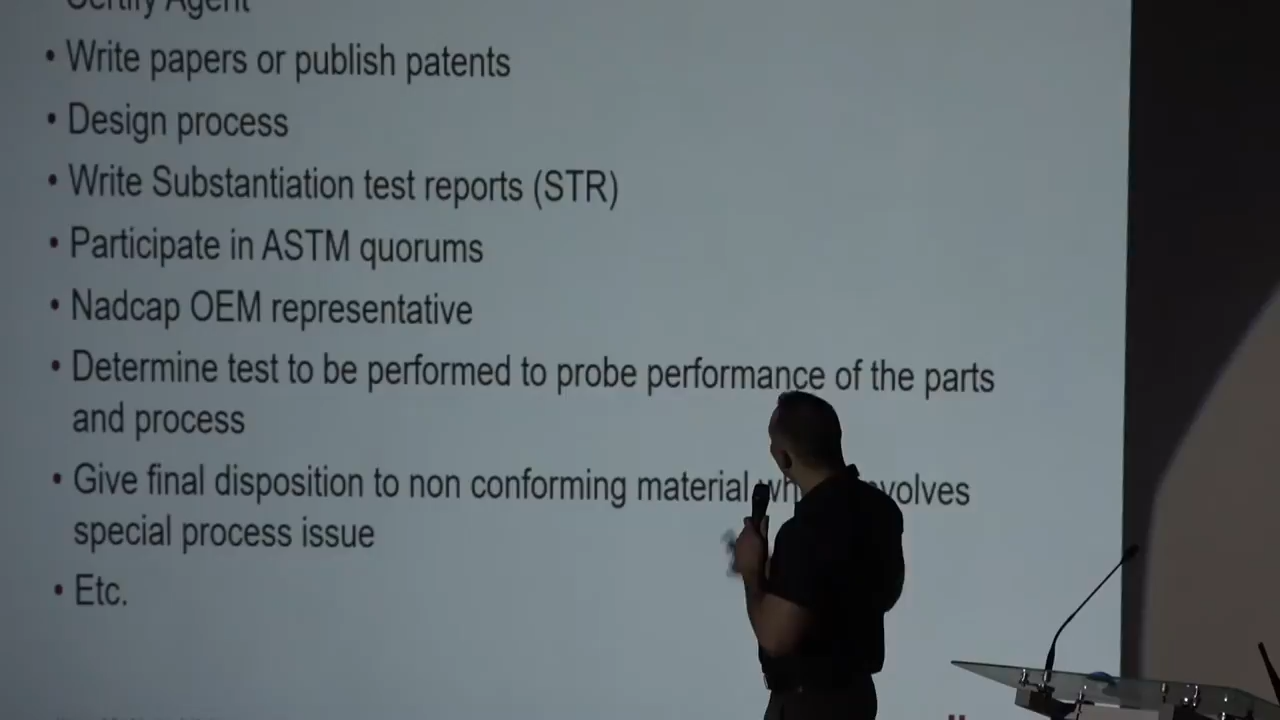 Certify Agent
• Write papers or publish patents
• Design process
• Write Substantiation test reports (STR)
• Participate in ASTM quorums
• Nadcap OEM representative
• Determine test to be performed to probe performance of the parts
and process
• Give final disposition to non conforming material
special process issue
• Etc.